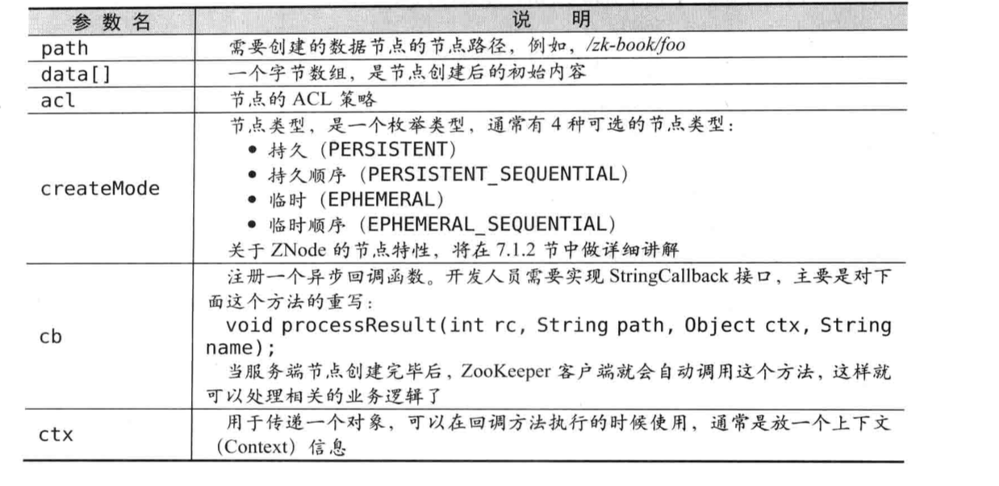 参数名 说明
path 需要创建的数据节点的节点路径，例如，/zk-book/foo
data[] 一个字节数组，是节点创建后的初始内容
acl 节点的 ACL 策略
节点类型，是一个枚举类型，通常有 4 种可选的节点类型：
● 持久（PERSISTENT）
● 持久顺序（PERSISTENT_SEQUENTIAL）
createMode
● 临时（EPHEMERAL）
● 临时顺序（EPHEMERAL_SEQUENTIAL）
关于 ZNode 的节点特性，将在 7.1.2 节中做详细讲解
注册一个异步回调函数。开发人员需要实现 StringCallback 接口，主要是对下
面这个方法的重写：
void processResult(int rc, String path, Object ctx, String
cb
name);
当服务端节点创建完毕后，ZooKeeper 客户端就会自动调用这个方法，这样就
可以处理相关的业务逻辑了
ctx
用于传递一个对象，可以在回调方法执行的时候使用，通常是放一个上下文
（Context）信息